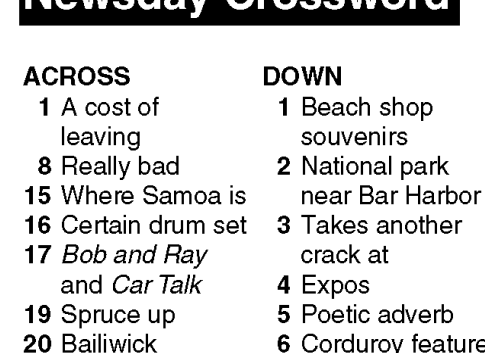 Newsday Crossword
ACROSS
1 A cost of
leaving
8 Really bad
15 Where Samoa is
16 Certain drum set
17 Bob and Ray
and Car Talk
19 Spruce up
20 Bailiwick
DOWN
1 Beach shop
souvenirs
2 National park
near Bar Harbor
3 Takes another
crack at
4 Expos
5 Poetic adverb
6 Corduroy feature